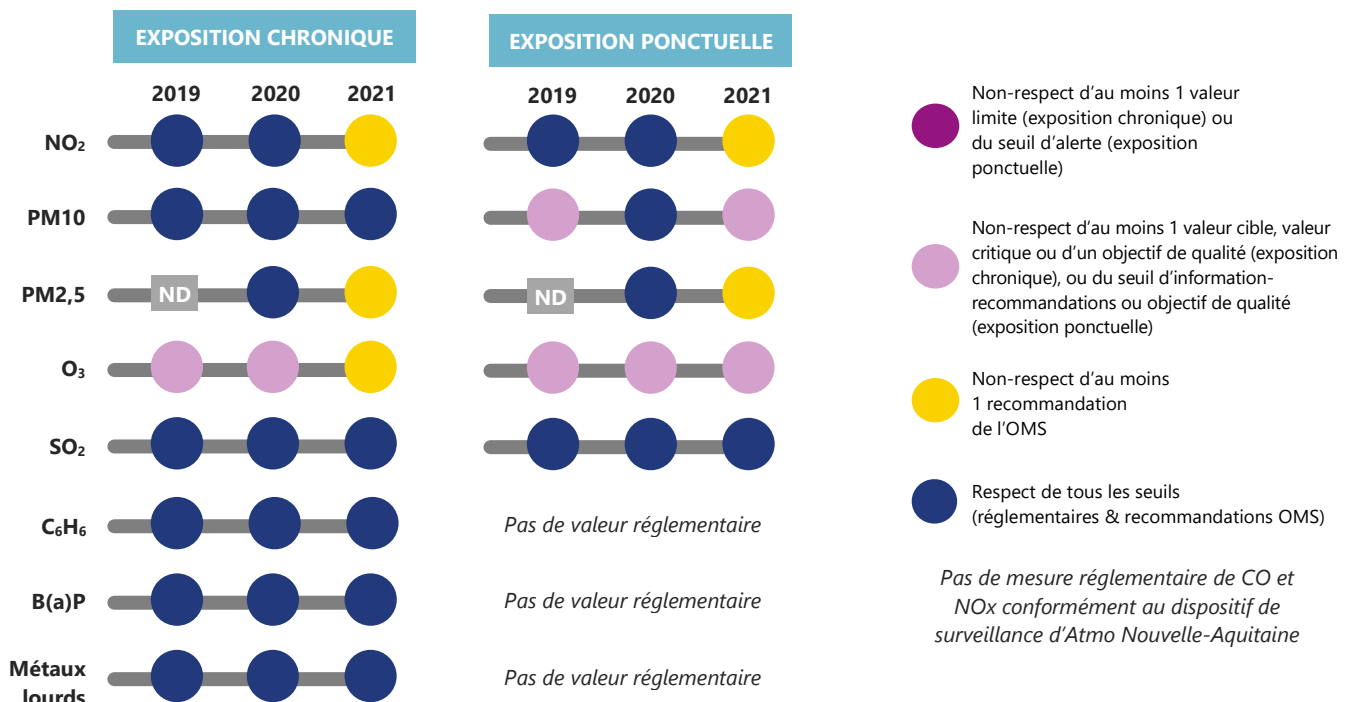 EXPOSITION CHRONIQUE
EXPOSITION PONCTUELLE
2019 2020 2021
2019 2020 2021
NO₂
PM10
PM2,5
ND
ND
O₃
SO₂
C₆H₆
Pas de valeur réglementaire
B(a)P
Pas de valeur réglementaire
Métaux
lourds
Pas de valeur réglementaire
Non-respect d'au moins 1 valeur
limite (exposition chronique) ou
du seuil d'alerte (exposition
ponctuelle)
Non-respect d'au moins 1 valeur cible, valeur
critique ou d'un objectif de qualité (exposition
chronique), ou du seuil d'information-
recommandations ou objectif de qualité
(exposition ponctuelle)
Non-respect d'au moins
1 recommandation
de l'OMS
Respect de tous les seuils
(réglementaires & recommandations OMS)
Pas de mesure réglementaire de CO et
NOx conformément au dispositif de
surveillance d'Atmo Nouvelle-Aquitaine